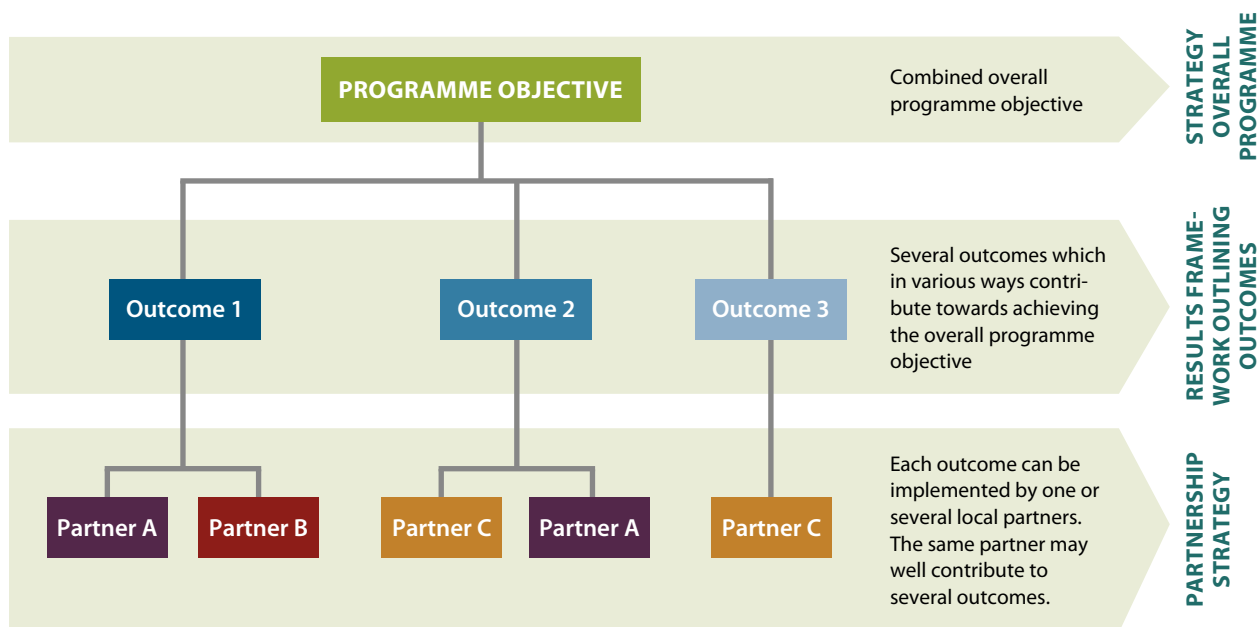 PROGRAMME OBJECTIVE
Combined overall
programme objective
STRATEGY
OVERALL
PROGRAMME
Outcome 1
Outcome 2
Outcome 3
Several outcomes which
in various ways contri-
bute towards achieving
the overall programme
objective
RESULTS FRAME-
WORK OUTLINING
OUTCOMES
Partner A
Partner B
Partner C
Partner A
Partner C
Each outcome can be
implemented by one or
several local partners.
The same partner may
well contribute to
several outcomes.
PARTNERSHIP
STRATEGY